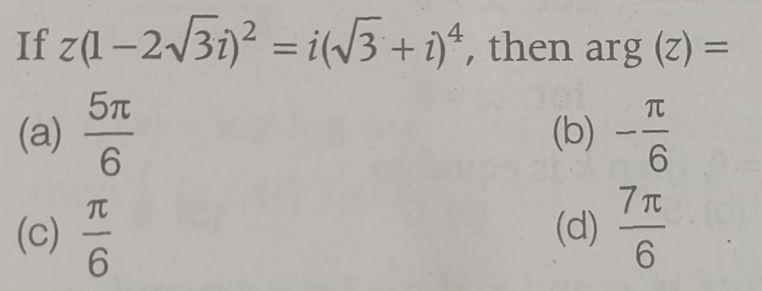 If z(1 – 2√3i)² = i(√3 + i)⁴, then arg (z) =
(a) 5π/6 (b) –π/6
(c) π/6 (d) 7π/6